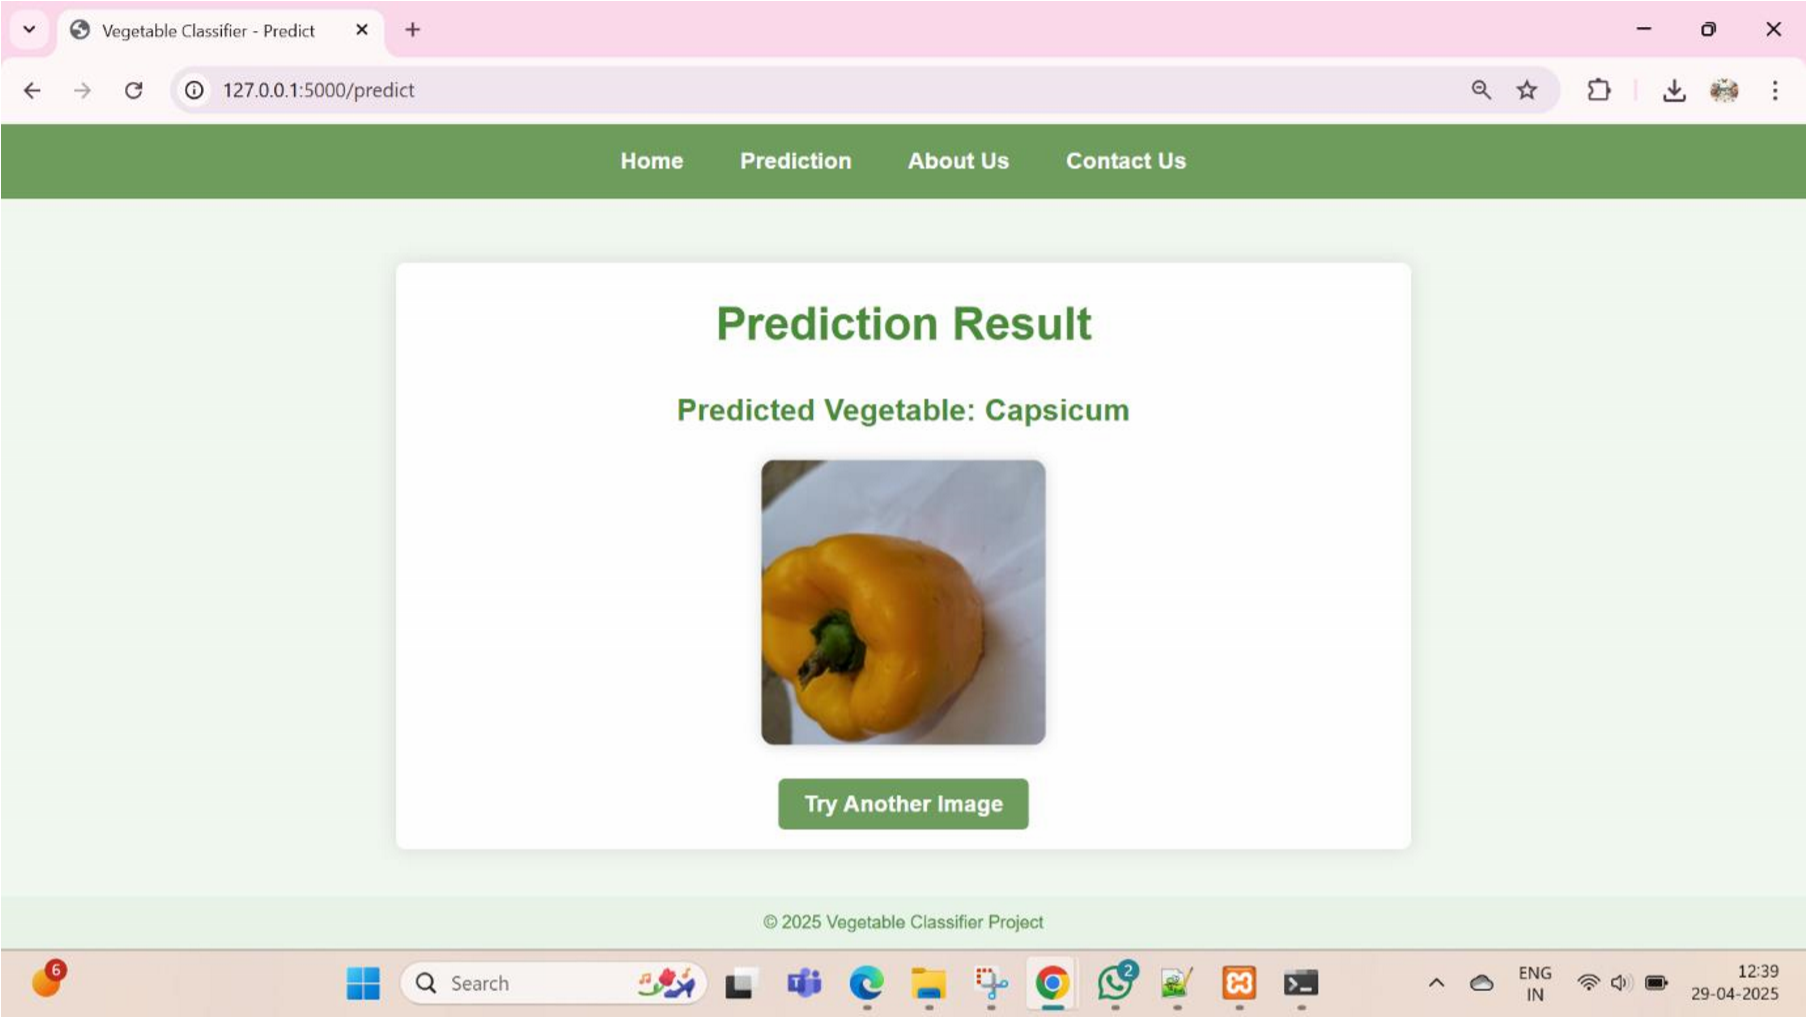 Vegetable Classifier - Predict
127.0.0.1:5000/predict
Home Prediction About Us Contact Us
Prediction Result
Predicted Vegetable: Capsicum
Try Another Image
© 2025 Vegetable Classifier Project
6
Search
2
ENG
IN
12:39
29-04-2025